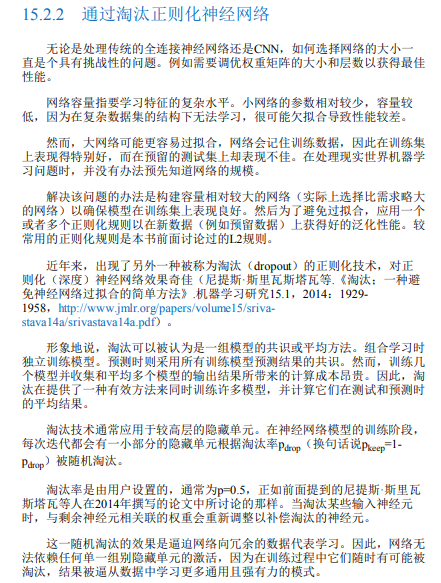 15.2.2 通过淘汰正则化神经网络
无论是处理传统的全连接神经网络还是CNN，如何选择网络的大小一
直是个具有挑战性的问题。例如需要调优权重矩阵的大小和层数以获得最佳
性能。
网络容量指要学习特征的复杂水平。小网络的参数相对较少，容量较
低，因为在复杂数据集的结构下无法学习，很可能欠拟合导致性能较差。
然而，大网络可能更容易过拟合，网络会记住训练数据，因此在训练集
上表现得特别好，而在预留的测试集上却表现不佳。在处理现实世界机器学
习问题时，并没有办法预先知道网络的规模。
解决该问题的办法是构建容量相对较大的网络（实际上选择比需求略大
的网络）以确保模型在训练集上表现良好。然后为了避免过拟合，应用一个
或者多个正则化规则以在新数据（例如预留数据）上获得好的泛化性能。较
常用的正则化规则是本书前面讨论过的L2规则。
近年来，出现了另外一种被称为淘汰（dropout）的正则化技术，对正
则化（深度）神经网络效果奇佳（尼提斯·斯里瓦斯塔瓦等.《淘汰：一种避
免神经网络过拟合的简单方法》.机器学习研究15.1，2014：1929-
1958，http://www.jmlr.org/papers/volume15/sriva-
stava14a/srivastava14a.pdf）。
形象地说，淘汰可以被认为是一组模型的共识或平均方法。组合学习时
独立训练模型。预测时则采用所有训练模型预测结果的共识。然而，训练几
个模型并收集和平均多个模型的输出结果所带来的计算成本昂贵。因此，淘
汰在提供了一种有效方法来同时训练许多模型，并计算它们在测试和预测时
的平均结果。
淘汰技术通常应用于较高层的隐藏单元。在神经网络模型的训练阶段，
每次迭代都会有一小部分的隐藏单元根据淘汰率pdrop（换句话说pkeep=1-
pdrop）被随机淘汰。
淘汰率是由用户设置的，通常为p=0.5，正如前面提到的尼提斯·斯里瓦
斯塔瓦等人在2014年撰写的论文中所讨论的那样。当淘汰某些输入神经元
时，与剩余神经元相关联的权重会重新调整以补偿淘汰的神经元。
这一随机淘汰的效果是逼迫网络向冗余的数据表代学习。因此，网络无
法依赖任何单一组别隐藏单元的激活，因为在训练过程中它们随时有可能被
淘汰，结果被逼从数据中学习更多通用且强有力的模式。